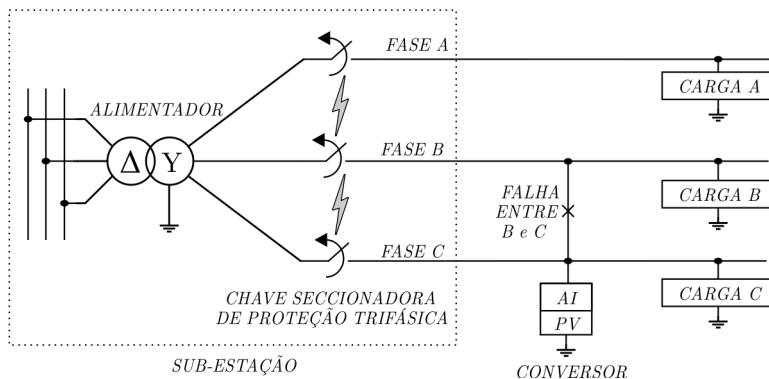 FASE A
ALIMENTADOR
CARGA A
Δ Y
FASE B
FALHA
ENTRE
B e C
CARGA B
FASE C
CHAVE SECCIONADORA
DE PROTEÇÃO TRIFÁSICA
AI
PV
CARGA C
SUB-ESTAÇÃO
CONVERSOR